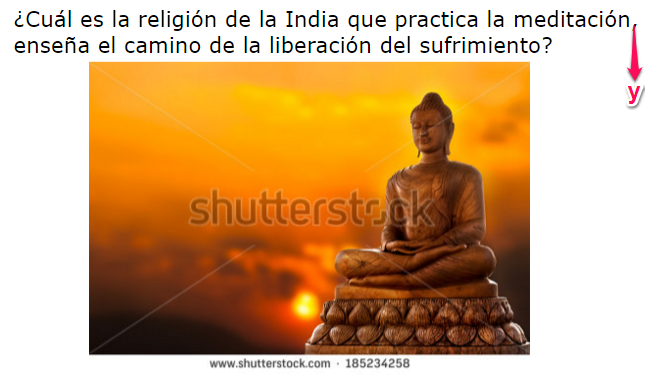 ¿Cuál es la religión de la India que practica la meditación,
enseña el camino de la liberación del sufrimiento?
y
shutterstock
www.shutterstock.com · 185234258